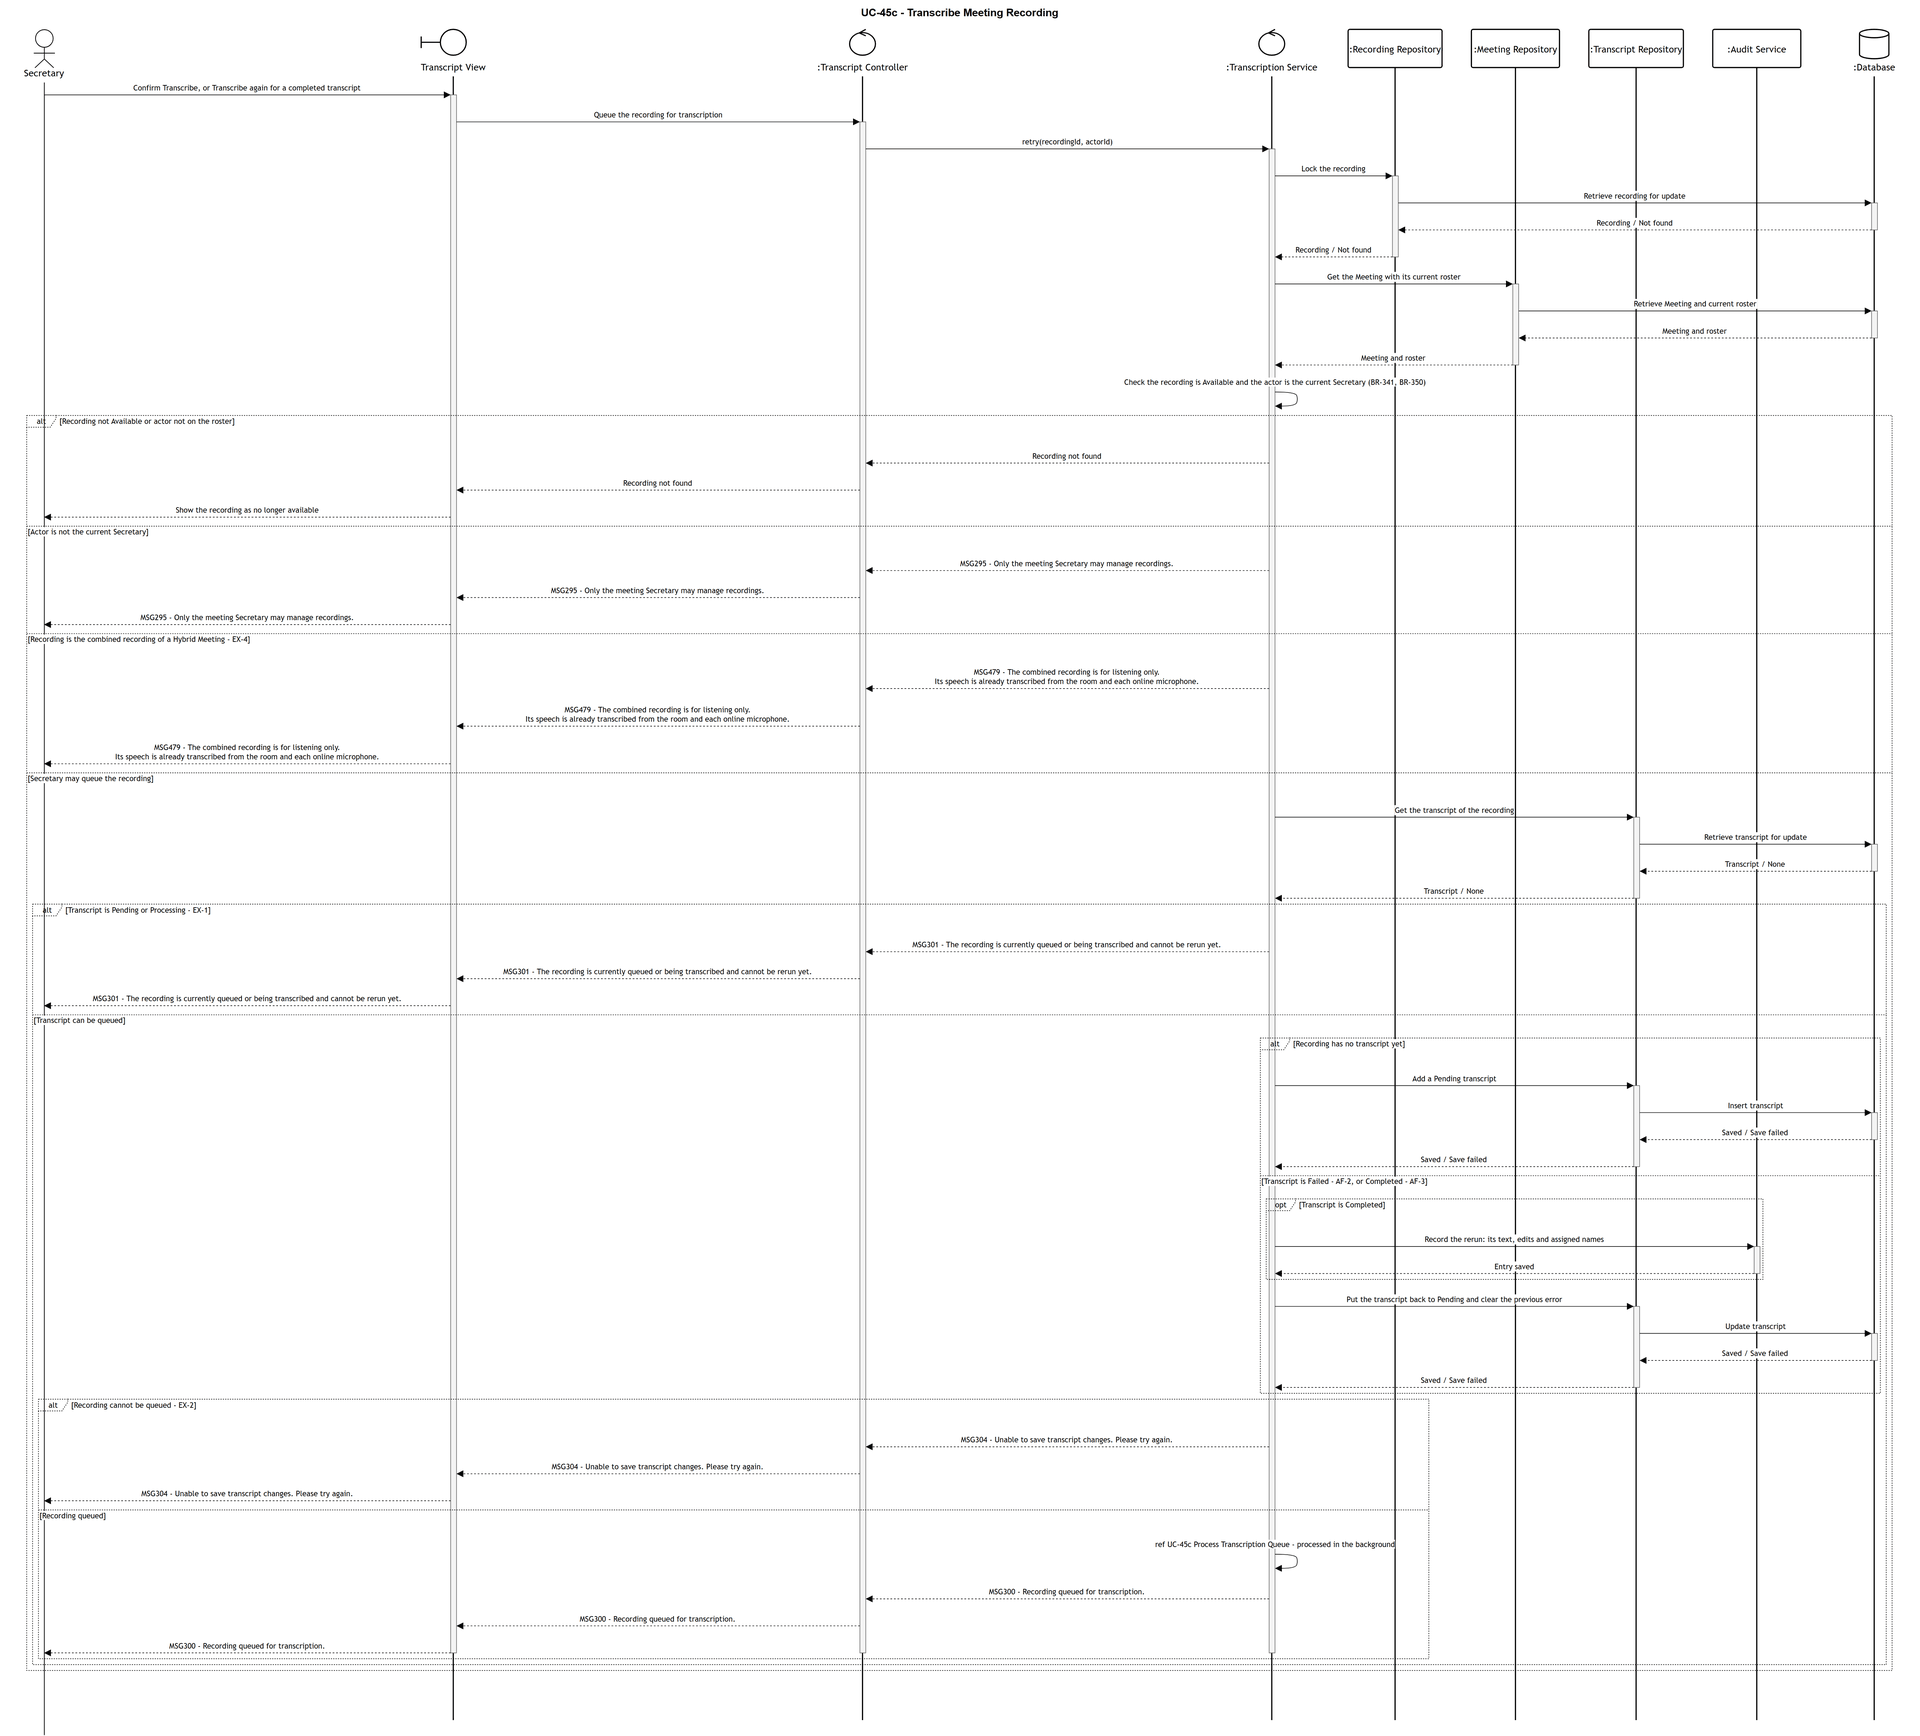 UC-45c - Transcribe Meeting Recording
Secretary
Transcript View
:Transcript Controller
:Transcription Service
:Recording Repository
:Meeting Repository
:Transcript Repository
:Audit Service
:Database
Confirm Transcribe, or Transcribe again for a completed transcript
Queue the recording for transcription
retry(recordingId, actorId)
Lock the recording
Retrieve recording for update
Recording / Not found
Recording / Not found
Get the Meeting with its current roster
Retrieve Meeting and current roster
Meeting and roster
Meeting and roster
Check the recording is Available and the actor is the current Secretary (BR-341, BR-350)
alt [Recording not Available or actor not on the roster]
Recording not found
Recording not found
Show the recording as no longer available
[Actor is not the current Secretary]
MSG295 - Only the meeting Secretary may manage recordings.
MSG295 - Only the meeting Secretary may manage recordings.
MSG295 - Only the meeting Secretary may manage recordings.
[Recording is the combined recording of a Hybrid Meeting - EX-4]
MSG479 - The combined recording is for listening only.
Its speech is already transcribed from the room and each online microphone.
MSG479 - The combined recording is for listening only.
Its speech is already transcribed from the room and each online microphone.
MSG479 - The combined recording is for listening only.
Its speech is already transcribed from the room and each online microphone.
[Secretary may queue the recording]
Get the transcript of the recording
Retrieve transcript for update
Transcript / None
Transcript / None
alt [Transcript is Pending or Processing - EX-1]
MSG301 - The recording is currently queued or being transcribed and cannot be rerun yet.
MSG301 - The recording is currently queued or being transcribed and cannot be rerun yet.
MSG301 - The recording is currently queued or being transcribed and cannot be rerun yet.
[Transcript can be queued]
alt [Recording has no transcript yet]
Add a Pending transcript
Insert transcript
Saved / Save failed
Saved / Save failed
[Transcript is Failed - AF-2, or Completed - AF-3]
opt [Transcript is Completed]
Record the rerun: its text, edits and assigned names
Entry saved
Put the transcript back to Pending and clear the previous error
Update transcript
Saved / Save failed
Saved / Save failed
alt [Recording cannot be queued - EX-2]
MSG304 - Unable to save transcript changes. Please try again.
MSG304 - Unable to save transcript changes. Please try again.
MSG304 - Unable to save transcript changes. Please try again.
[Recording queued]
ref UC-45c Process Transcription Queue - processed in the background
MSG300 - Recording queued for transcription.
MSG300 - Recording queued for transcription.
MSG300 - Recording queued for transcription.